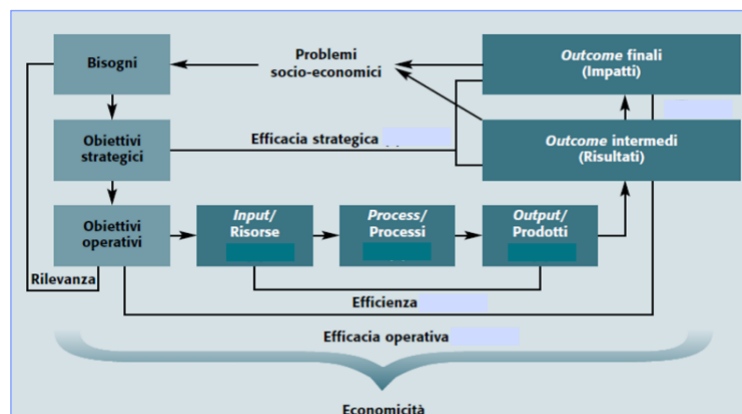 Bisogni
Problemi
socio-economici
Outcome finali
(Impatti)
Obiettivi
strategici
Efficacia strategica
Outcome intermedi
(Risultati)
Obiettivi
operativi
Input/
Risorse
Process/
Processi
Output/
Prodotti
Rilevanza
Efficienza
Efficacia operativa
Economicità